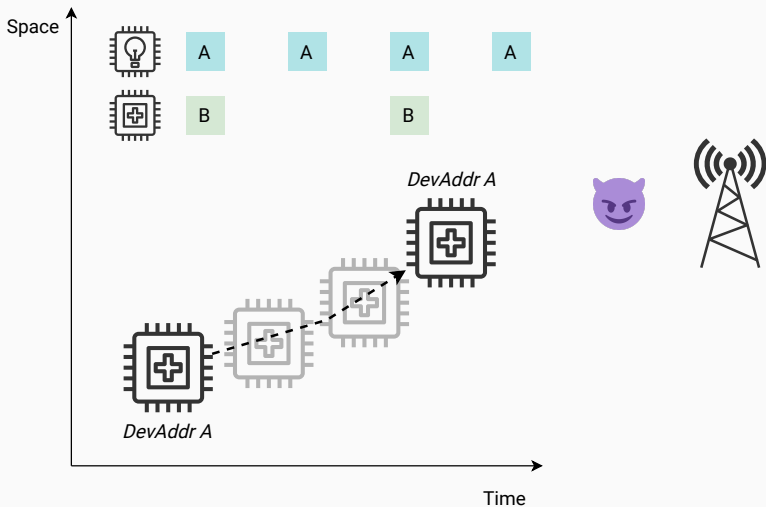 Space
A A A A
B B
DevAddr A
DevAddr A
Time